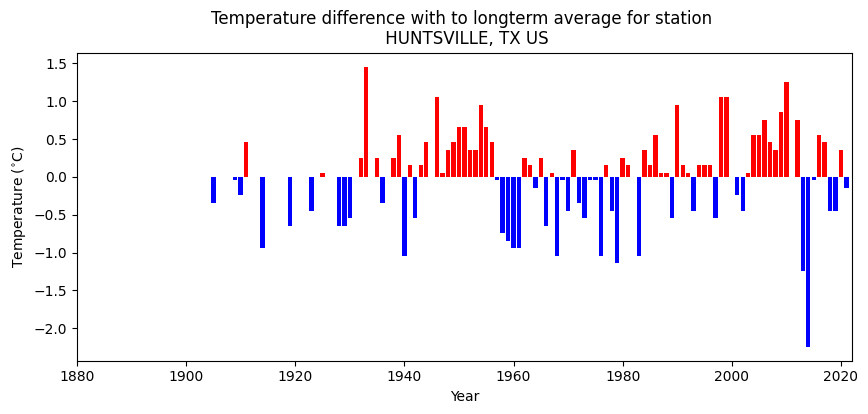 Temperature difference with to longterm average for station
HUNTSVILLE, TX US
1.5
1.0
0.5
0.0
−0.5
−1.0
−1.5
−2.0
Temperature (°C)
1880 1900 1920 1940 1960 1980 2000 2020
Year